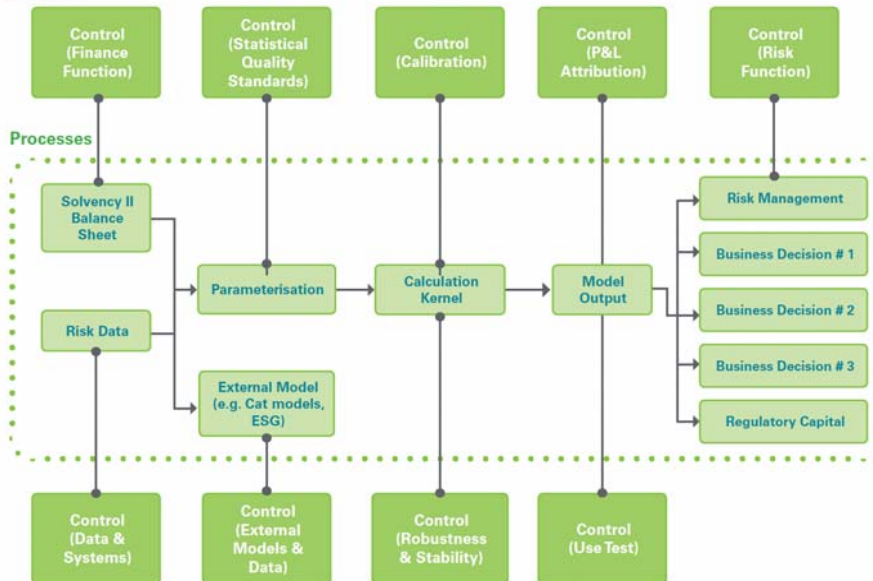 Control
(Finance
Function)
Control
(Statistical
Quality
Standards)
Control
(Calibration)
Control
(P&L
Attribution)
Control
(Risk
Function)
Processes
Solvency II
Balance
Sheet
Risk Data
Parameterisation
External Model
(e.g. Cat models,
ESG)
Calculation
Kernel
Model
Output
Risk Management
Business Decision # 1
Business Decision # 2
Business Decision # 3
Regulatory Capital
Control
(Data &
Systems)
Control
(External
Models &
Data)
Control
(Robustness
& Stability)
Control
(Use Test)